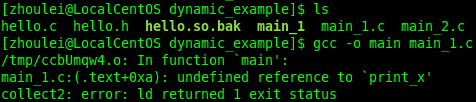 [zhoulei@LocalCentOS dynamic_example]$ ls
hello.c hello.h hello.so.bak main_1 main_1.c main_2.c
[zhoulei@LocalCentOS dynamic_example]$ gcc -o main main_1.c
/tmp/ccbUmqw4.o: In function `main':
main_1.c:(.text+0xa): undefined reference to `print_x'
collect2: error: ld returned 1 exit status